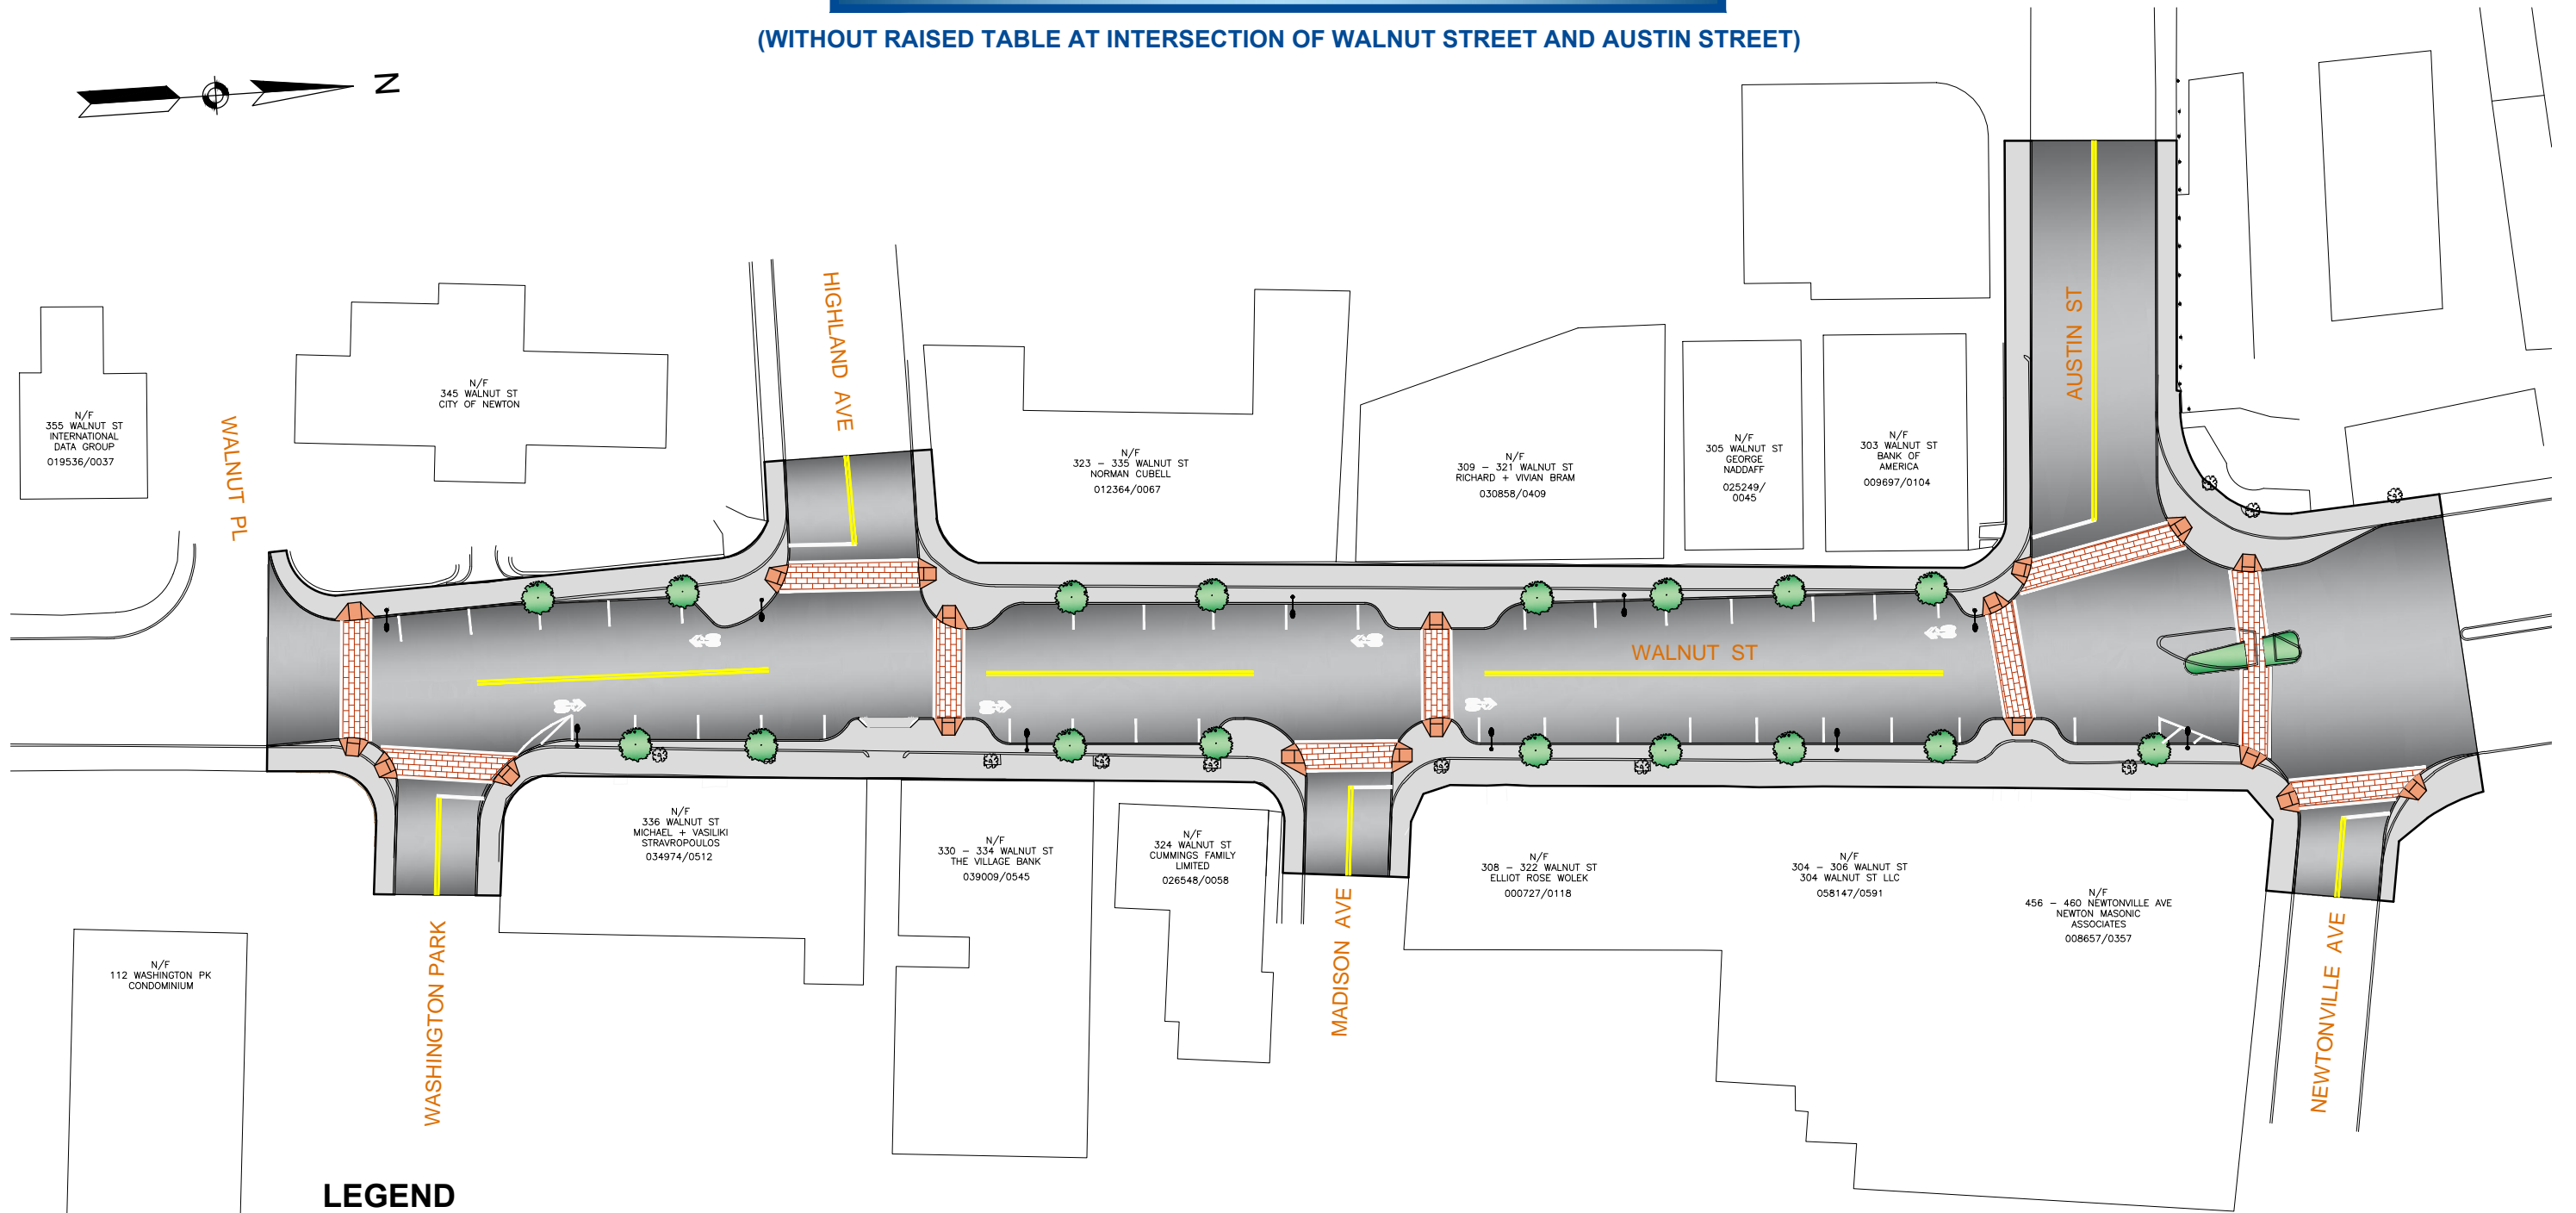 (WITHOUT RAISED TABLE AT INTERSECTION OF WALNUT STREET AND AUSTIN STREET)
N
HIGHLAND AVE
AUSTIN ST
WALNUT PL
N/F
355 WALNUT ST
INTERNATIONAL
DATA GROUP
019536/0037
N/F
345 WALNUT ST
CITY OF NEWTON
N/F
323 - 335 WALNUT ST
NORMAN CUBELL
012364/0067
N/F
309 - 321 WALNUT ST
RICHARD + VIVIAN BRAM
030858/0409
N/F
305 WALNUT ST
GEORGE
NADDAFF
025249/
0045
N/F
303 WALNUT ST
BANK OF
AMERICA
009697/0104
WALNUT ST
N/F
336 WALNUT ST
MICHAEL + VASILIKI
STRAVROPOULOS
034974/0512
N/F
330 - 334 WALNUT ST
THE VILLAGE BANK
039009/0545
N/F
324 WALNUT ST
CUMMINGS FAMILY
LIMITED
026548/0058
N/F
308 - 322 WALNUT ST
ELLIOT ROSE WOLEK
000727/0118
N/F
304 - 306 WALNUT ST
304 WALNUT ST LLC
058147/0591
N/F
456 - 460 NEWTONVILLE AVE
NEWTON MASONIC
ASSOCIATES
008657/0357
N/F
112 WASHINGTON PK
CONDOMINIUM
WASHINGTON PARK
MADISON AVE
NEWTONVILLE AVE
LEGEND